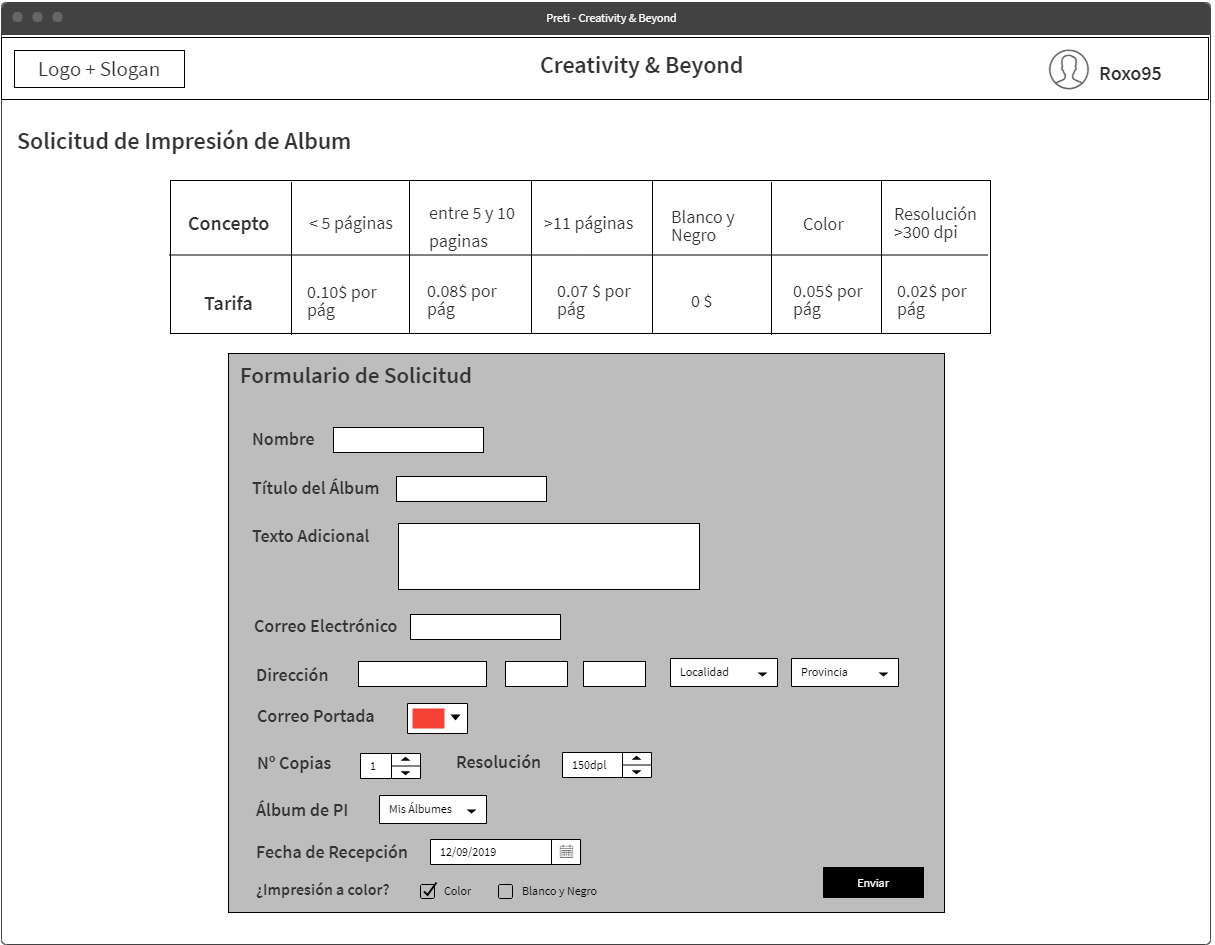 Preti - Creativity & Beyond
Logo + Slogan
Creativity & Beyond
Roxo95
Solicitud de Impresión de Album
Concepto
< 5 páginas
entre 5 y 10
paginas
>11 páginas
Blanco y
Negro
Color
Resolución
>300 dpi
Tarifa
0.10$ por
pág
0.08$ por
pág
0.07 $ por
pág
0 $
0.05$ por
pág
0.02$ por
pág
Formulario de Solicitud
Nombre
Título del Álbum
Texto Adicional
Correo Electrónico
Dirección
Localidad
Provincia
Correo Portada
Nº Copias
1
Resolución
150dpl
Álbum de PI
Mis Álbumes
Fecha de Recepción
12/09/2019
¿Impresión a color?
Color
Blanco y Negro
Enviar